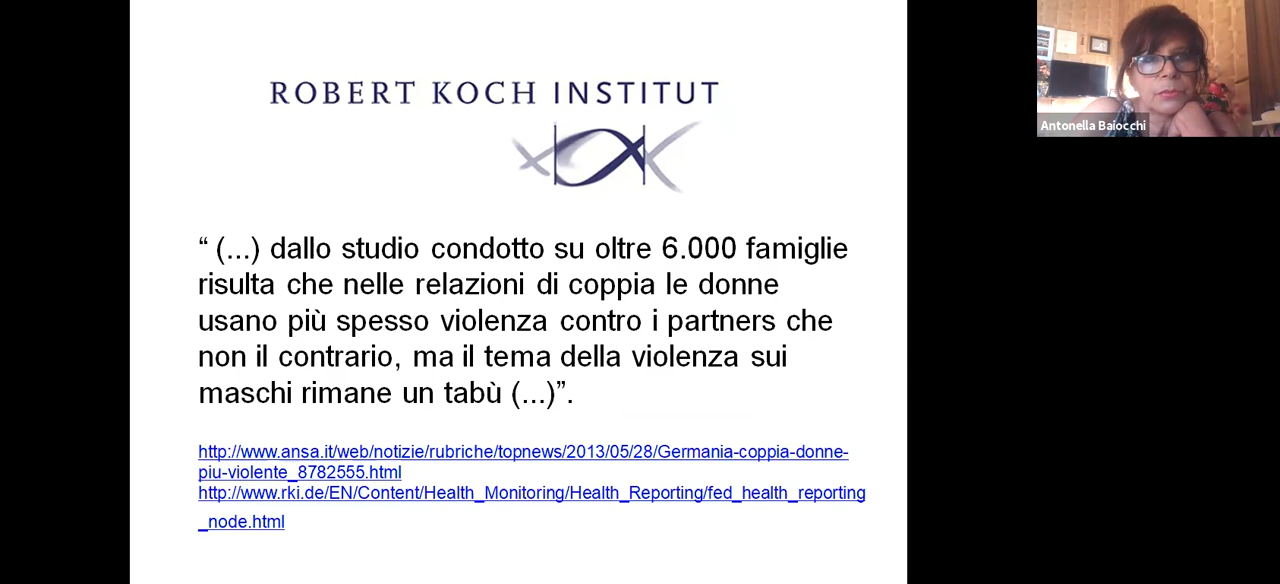 ROBERT KOCH INSTITUT
“ (...) dallo studio condotto su oltre 6.000 famiglie
risulta che nelle relazioni di coppia le donne
usano più spesso violenza contro i partners che
non il contrario, ma il tema della violenza sui
maschi rimane un tabù (...)”.
http://www.ansa.it/web/notizie/rubriche/topnews/2013/05/28/Germania-coppia-donne-
piu-violente_8782555.html
http://www.rki.de/EN/Content/Health_Monitoring/Health_Reporting/fed_health_reporting
_node.html
Antonella Baiocchi